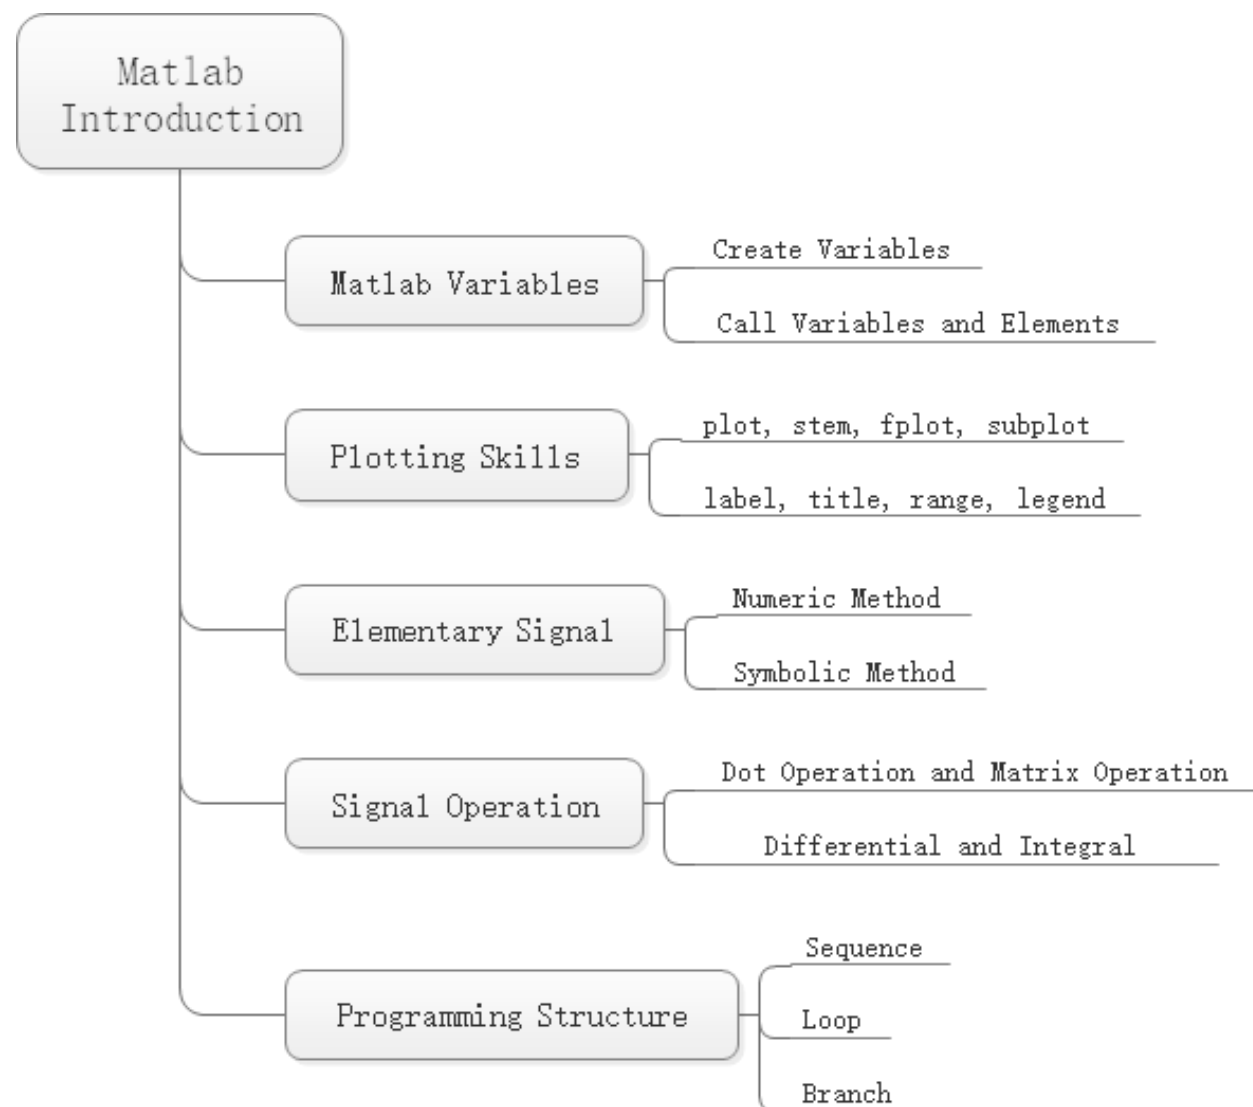 Matlab
Introduction
Matlab Variables
Create Variables
Call Variables and Elements
Plotting Skills
plot, stem, fplot, subplot
label, title, range, legend
Elementary Signal
Numeric Method
Symbolic Method
Signal Operation
Dot Operation and Matrix Operation
Differential and Integral
Programming Structure
Sequence
Loop
Branch